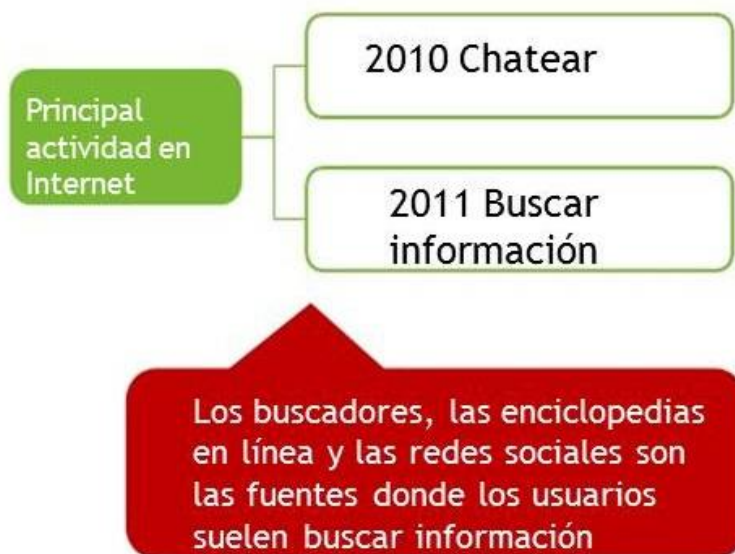 Principal
actividad en
Internet
2010 Chatear
2011 Buscar
información
Los buscadores, las enciclopedias
en línea y las redes sociales son
las fuentes donde los usuarios
suelen buscar información